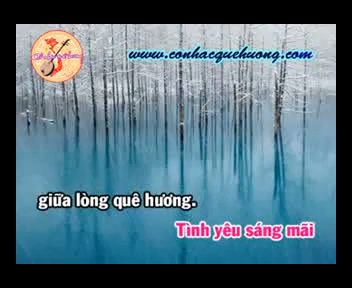 www.conhacquehuong.com
giữa lòng quê hương.
Tình yêu sáng mãi